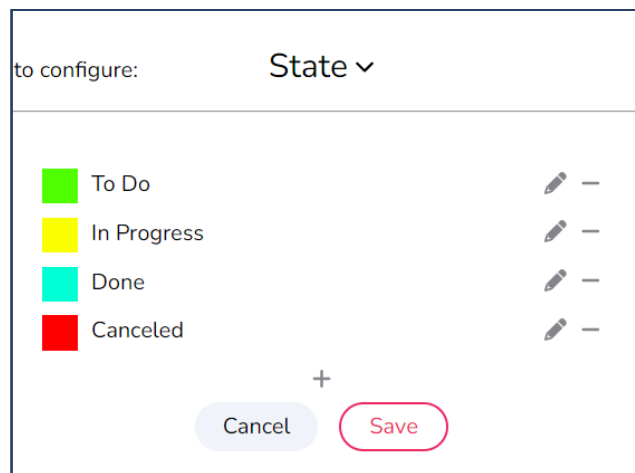 to configure: State
To Do
In Progress
Done
Canceled
Cancel Save